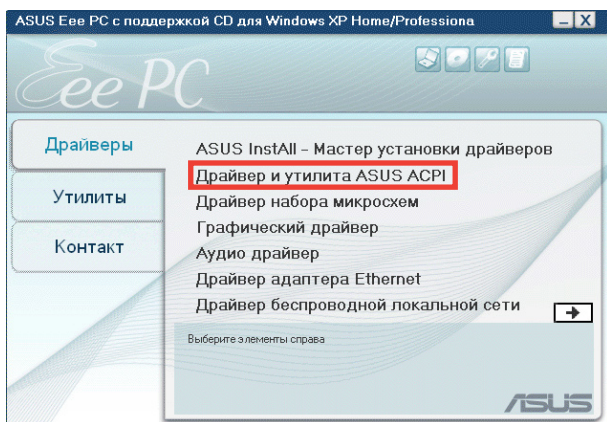 ASUS Eee PC с поддержкой CD для Windows XP Home/Professiona
Eee PC
Драйверы
Утилиты
Контакт
ASUS InstAll - Мастер установки драйверов
Драйвер и утилита ASUS ACPI
Драйвер набора микросхем
Графический драйвер
Аудио драйвер
Драйвер адаптера Ethernet
Драйвер беспроводной локальной сети
Выберите элементы справа
ASUS